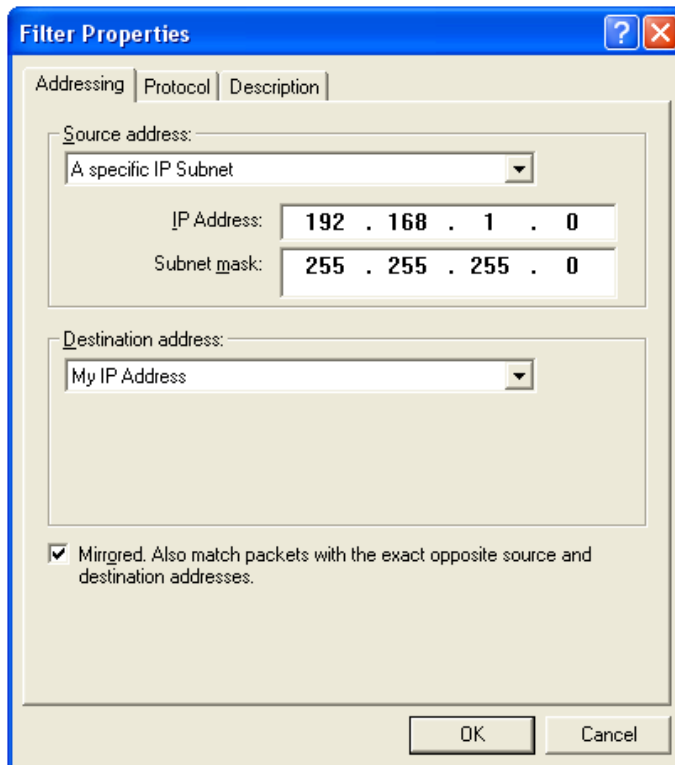 Filter Properties
Addressing Protocol Description
Source address:
A specific IP Subnet
IP Address: 192 . 168 . 1 . 0
Subnet mask: 255 . 255 . 255 . 0
Destination address:
My IP Address
Mirrored. Also match packets with the exact opposite source and
destination addresses.
OK Cancel